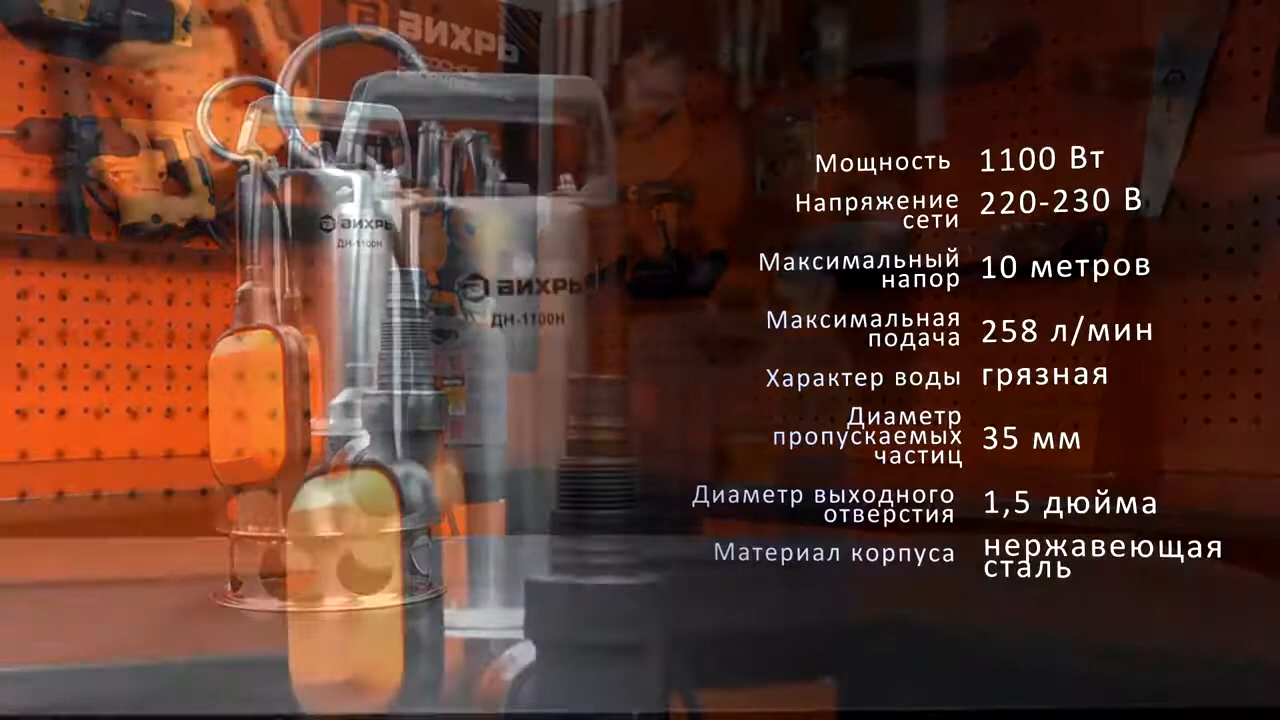 ВИХРЬ
ВИХРЬ
ДН-1100Н
ВИХРЬ
ДН-1100Н
Мощность 1100 Вт
Напряжение
сети 220-230 В
Максимальный
напор 10 метров
Максимальная
подача 258 л/мин
Характер воды грязная
Диаметр
пропускаемых
частиц 35 мм
Диаметр выходного
отверстия 1,5 дюйма
Материал корпуса нержавеющая
сталь